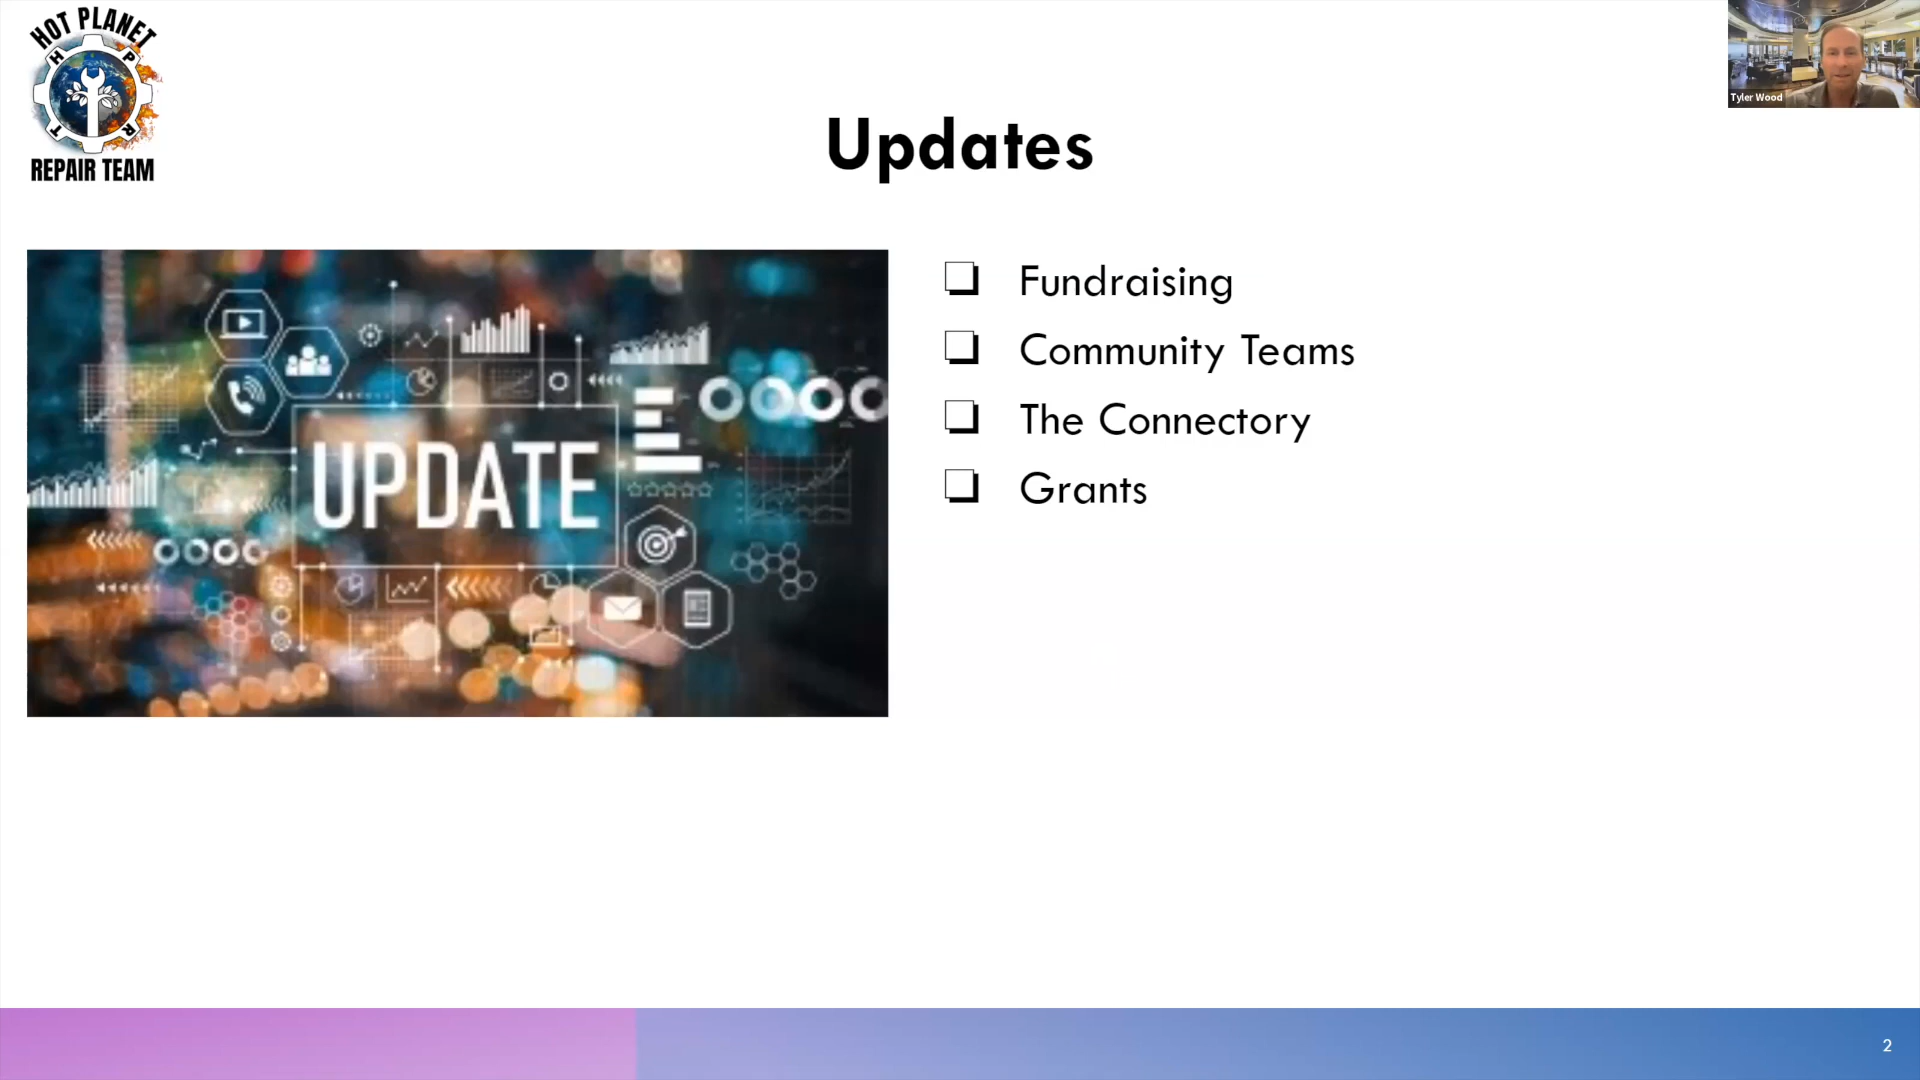 HOT PLANET
H P
T R
REPAIR TEAM
Tyler Wood
Updates
UPDATE
Fundraising
Community Teams
The Connectory
Grants
2